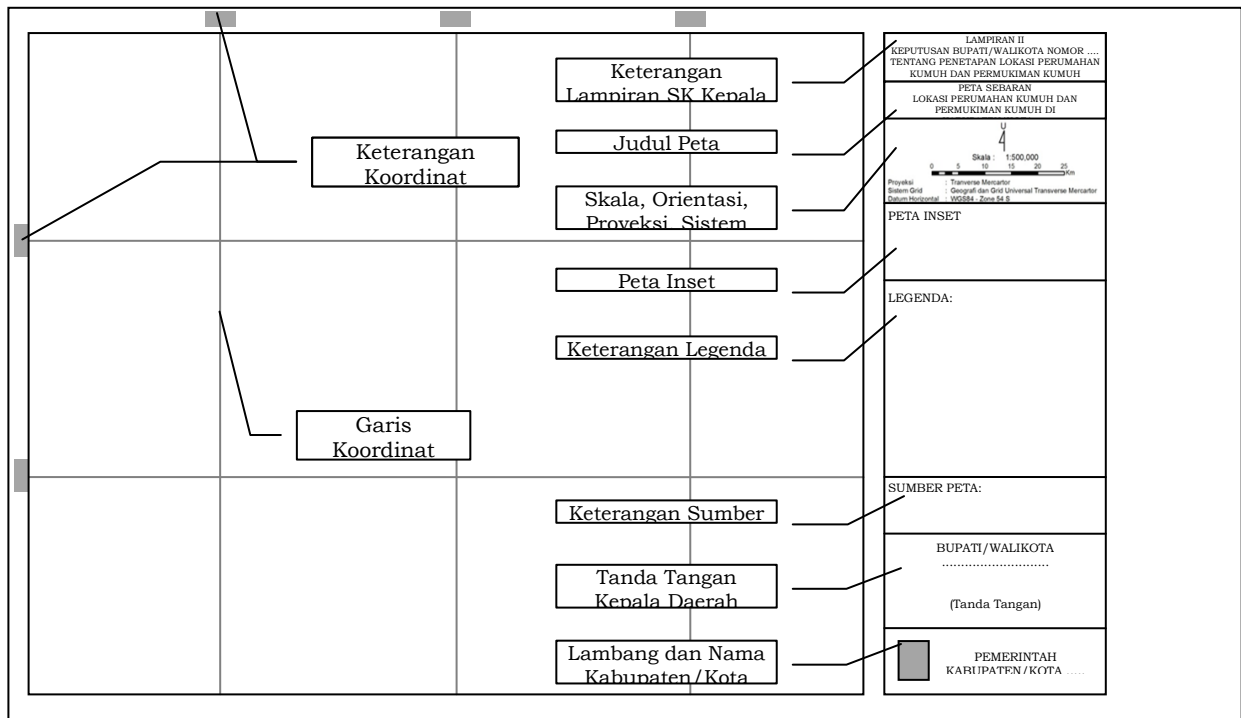 Keterangan
Lampiran SK Kepala
Judul Peta
Keterangan
Koordinat
Skala, Orientasi,
Proyeksi, Sistem
Peta Inset
Keterangan Legenda
Garis
Koordinat
Keterangan Sumber
Tanda Tangan
Kepala Daerah
Lambang dan Nama
Kabupaten/Kota
LAMPIRAN II
KEPUTUSAN BUPATI/WALIKOTA NOMOR ....
TENTANG PENETAPAN LOKASI PERUMAHAN
KUMUH DAN PERMUKIMAN KUMUH
PETA SEBARAN
LOKASI PERUMAHAN KUMUH DAN
PERMUKIMAN KUMUH DI
U
Skala : 1:500,000
0 5 10 15 20 25
Km
Proyeksi : Tranverse Mercartor
Sistem Grid : Geografi dan Grid Universal Transverse Mercartor
Datum Horizontal : WGS84 - Zone 54 S
PETA INSET
LEGENDA:
SUMBER PETA:
BUPATI/WALIKOTA
............................
(Tanda Tangan)
PEMERINTAH
KABUPATEN/KOTA .....